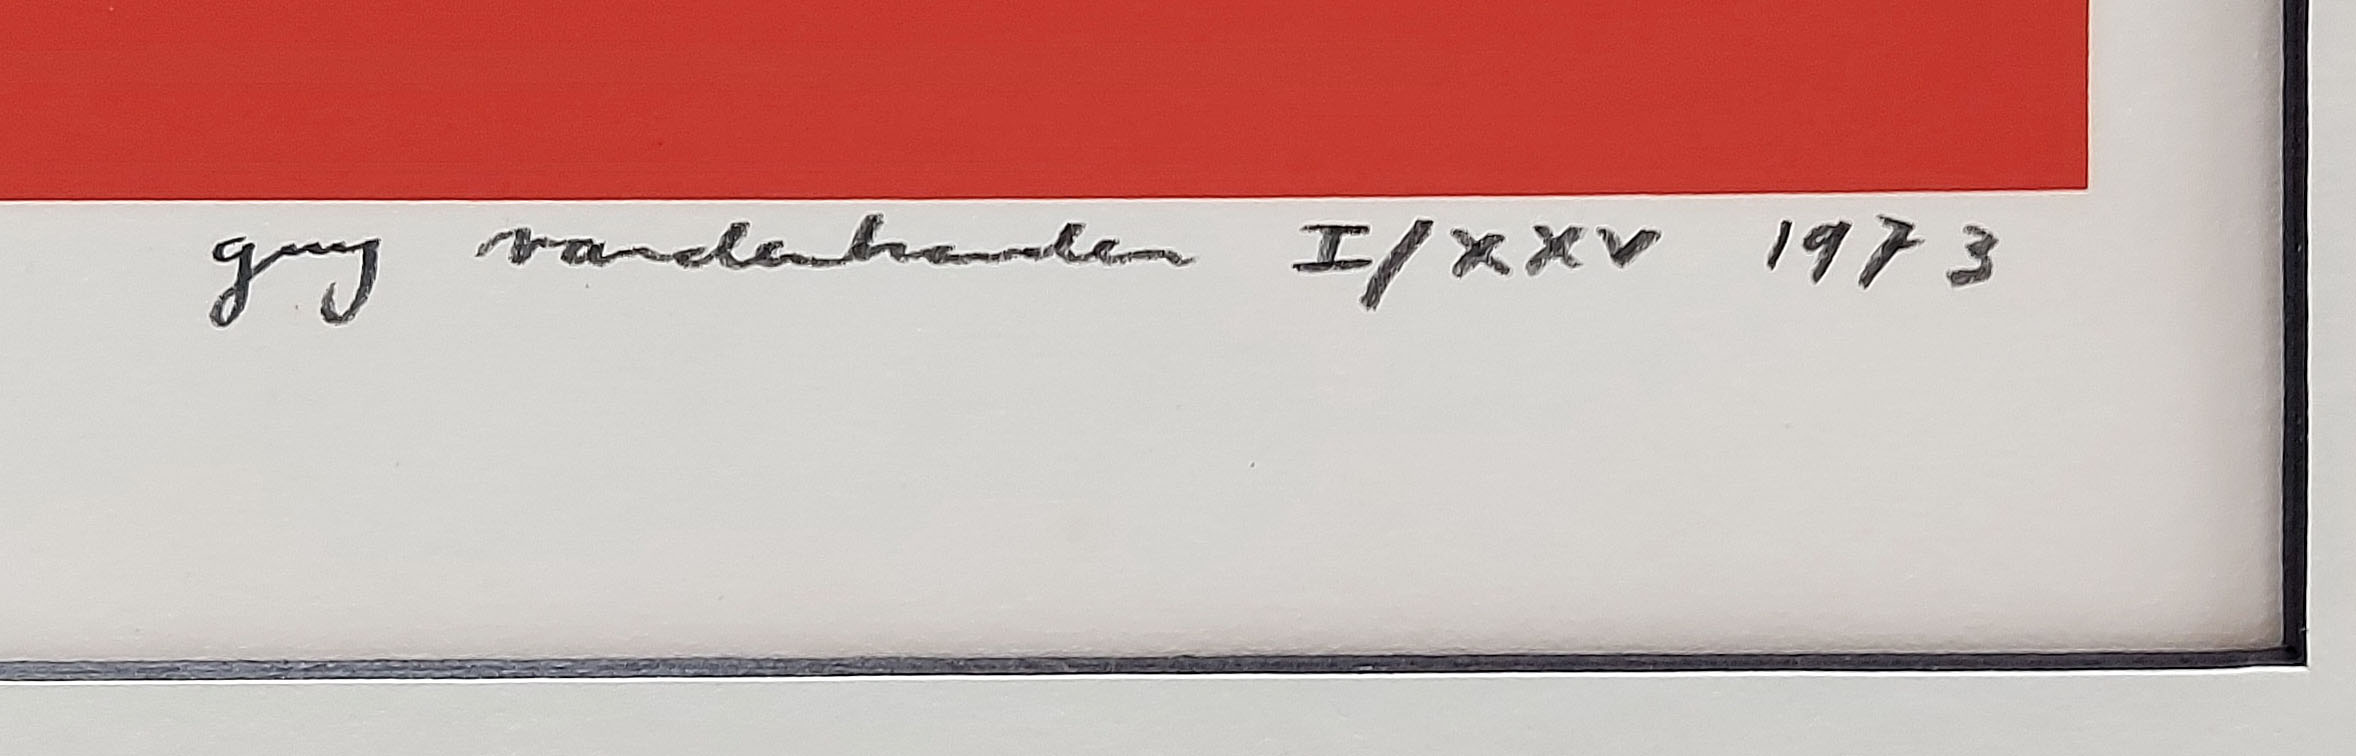 guy vandenbranden I/XXV 1973